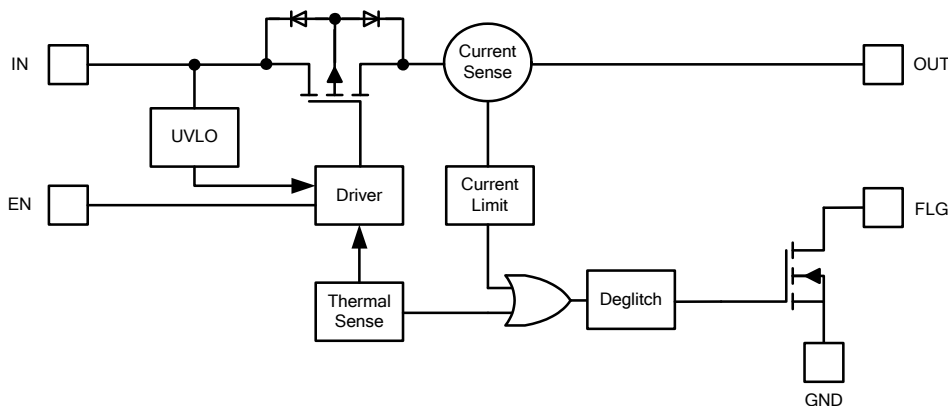 IN
Current
Sense
OUT
UVLO
EN
Driver
Current
Limit
FLG
Thermal
Sense
Deglitch
GND